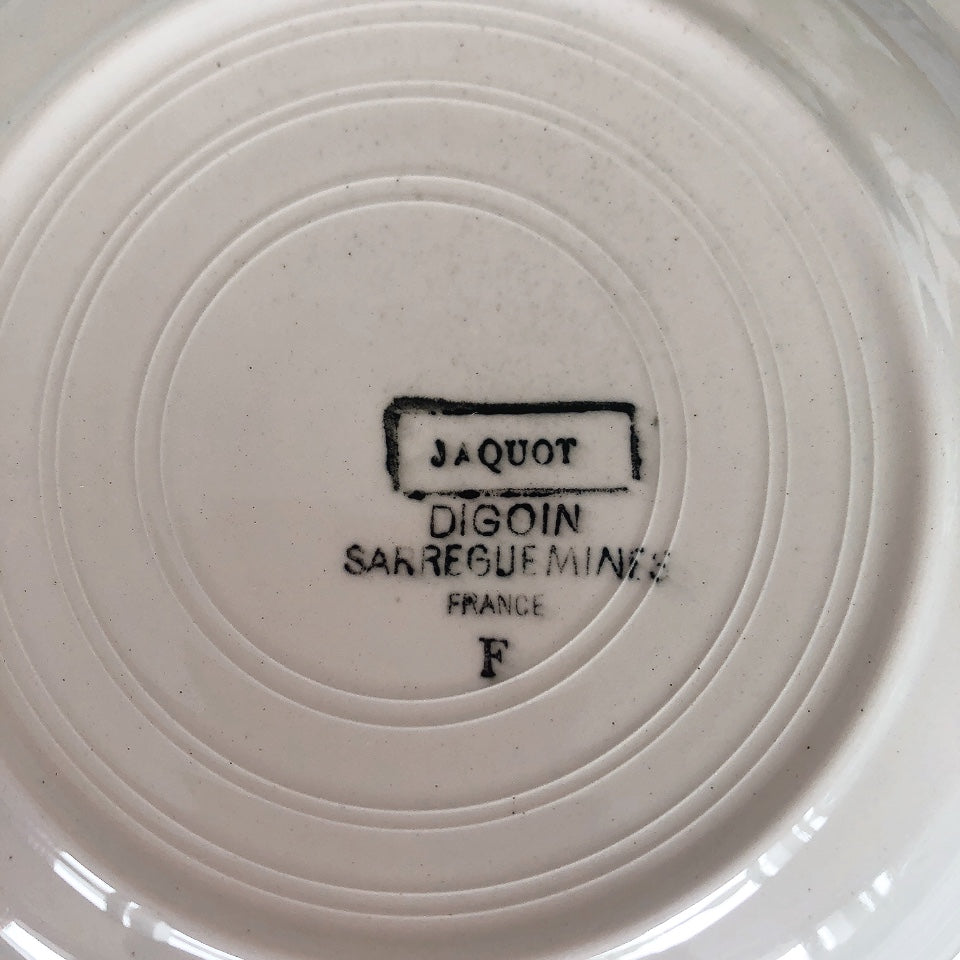 JAQUOT
DIGOIN
SARREGUEMINES
FRANCE
F